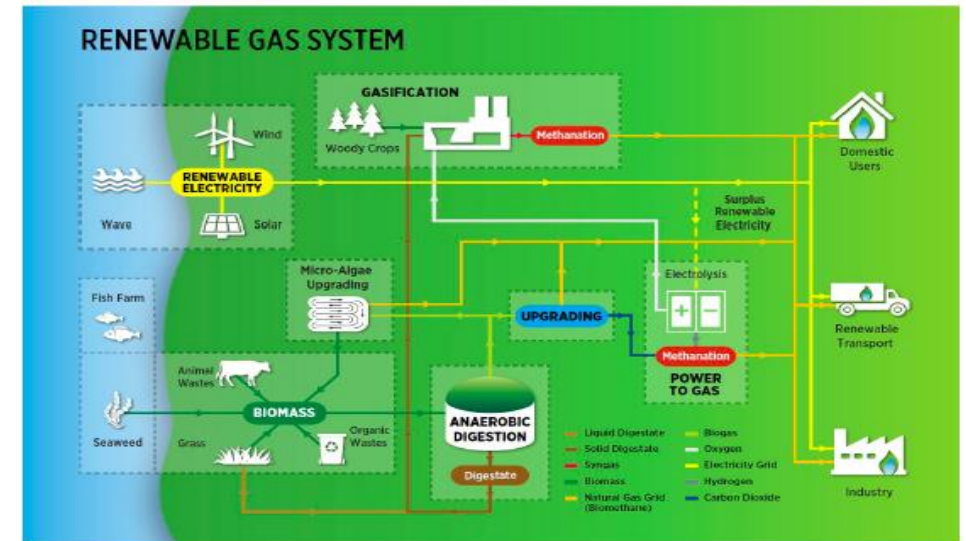 RENEWABLE GAS SYSTEM
GASIFICATION
Woody Crops
Methanation
Wind
RENEWABLE
ELECTRICITY
Wave
Solar
Domestic
Users
Surplus
Renewable
Electricity
Micro-Algae
Upgrading
Electrolysis
+ −
Fish Farm
UPGRADING
Methanation
POWER
TO GAS
Renewable
Transport
Animal
Wastes
BIOMASS
Seaweed
Grass
Organic
Wastes
ANAEROBIC
DIGESTION
Digestate
Liquid Digestate
Solid Digestate
Syngas
Biomass
Natural Gas Grid
(Biomethane)
Biogas
Oxygen
Electricity Grid
Hydrogen
Carbon Dioxide
Industry